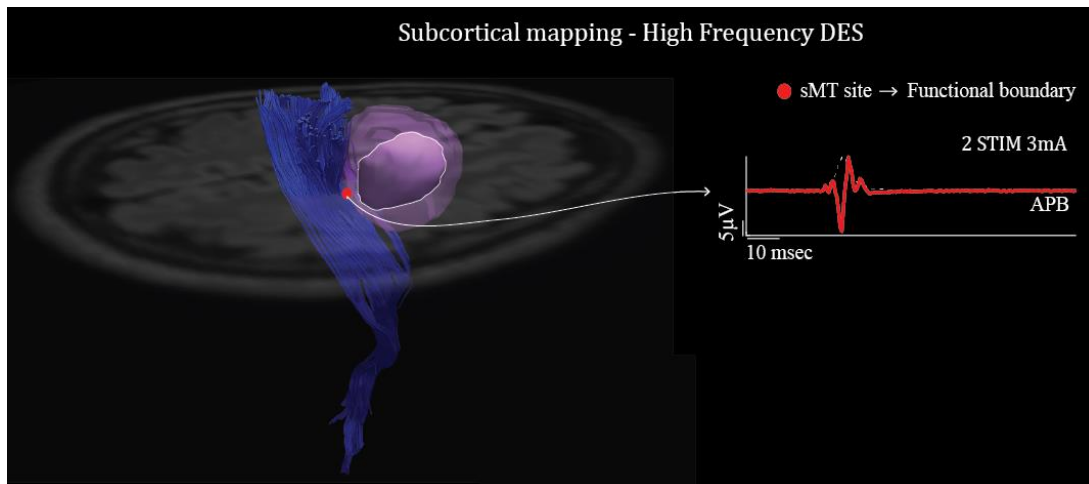 Subcortical mapping - High Frequency DES
sMT site → Functional boundary
2 STIM 3mA
APB
5µV
10 msec